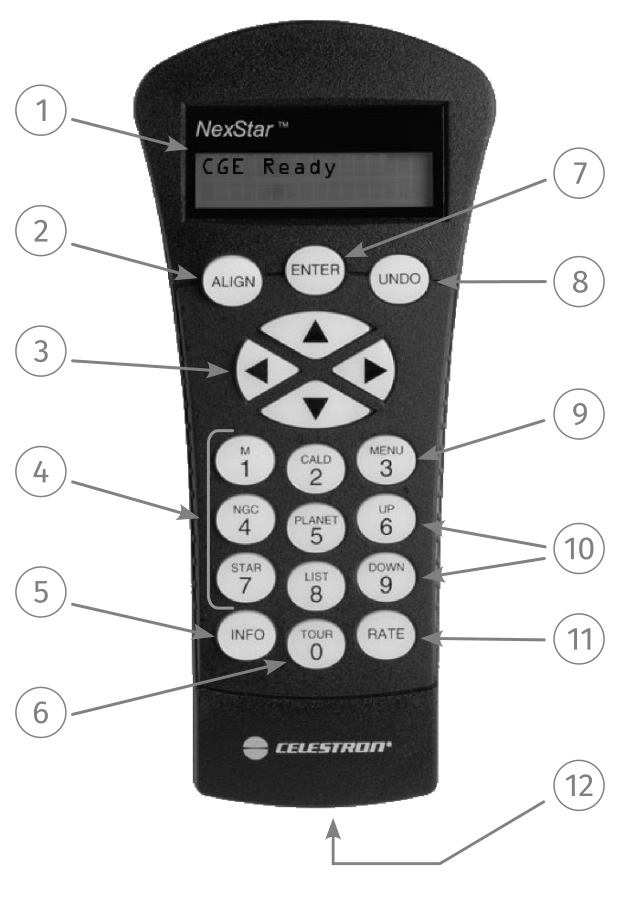 1
NexStar™
CGE Ready
7
2
ALIGN
ENTER
UNDO
8
3
9
4
M
1
CALD
2
MENU
3
NGC
4
PLANET
5
UP
6
10
STAR
7
LIST
8
DOWN
9
5
INFO
TOUR
0
RATE
11
6
CELESTRON®
12